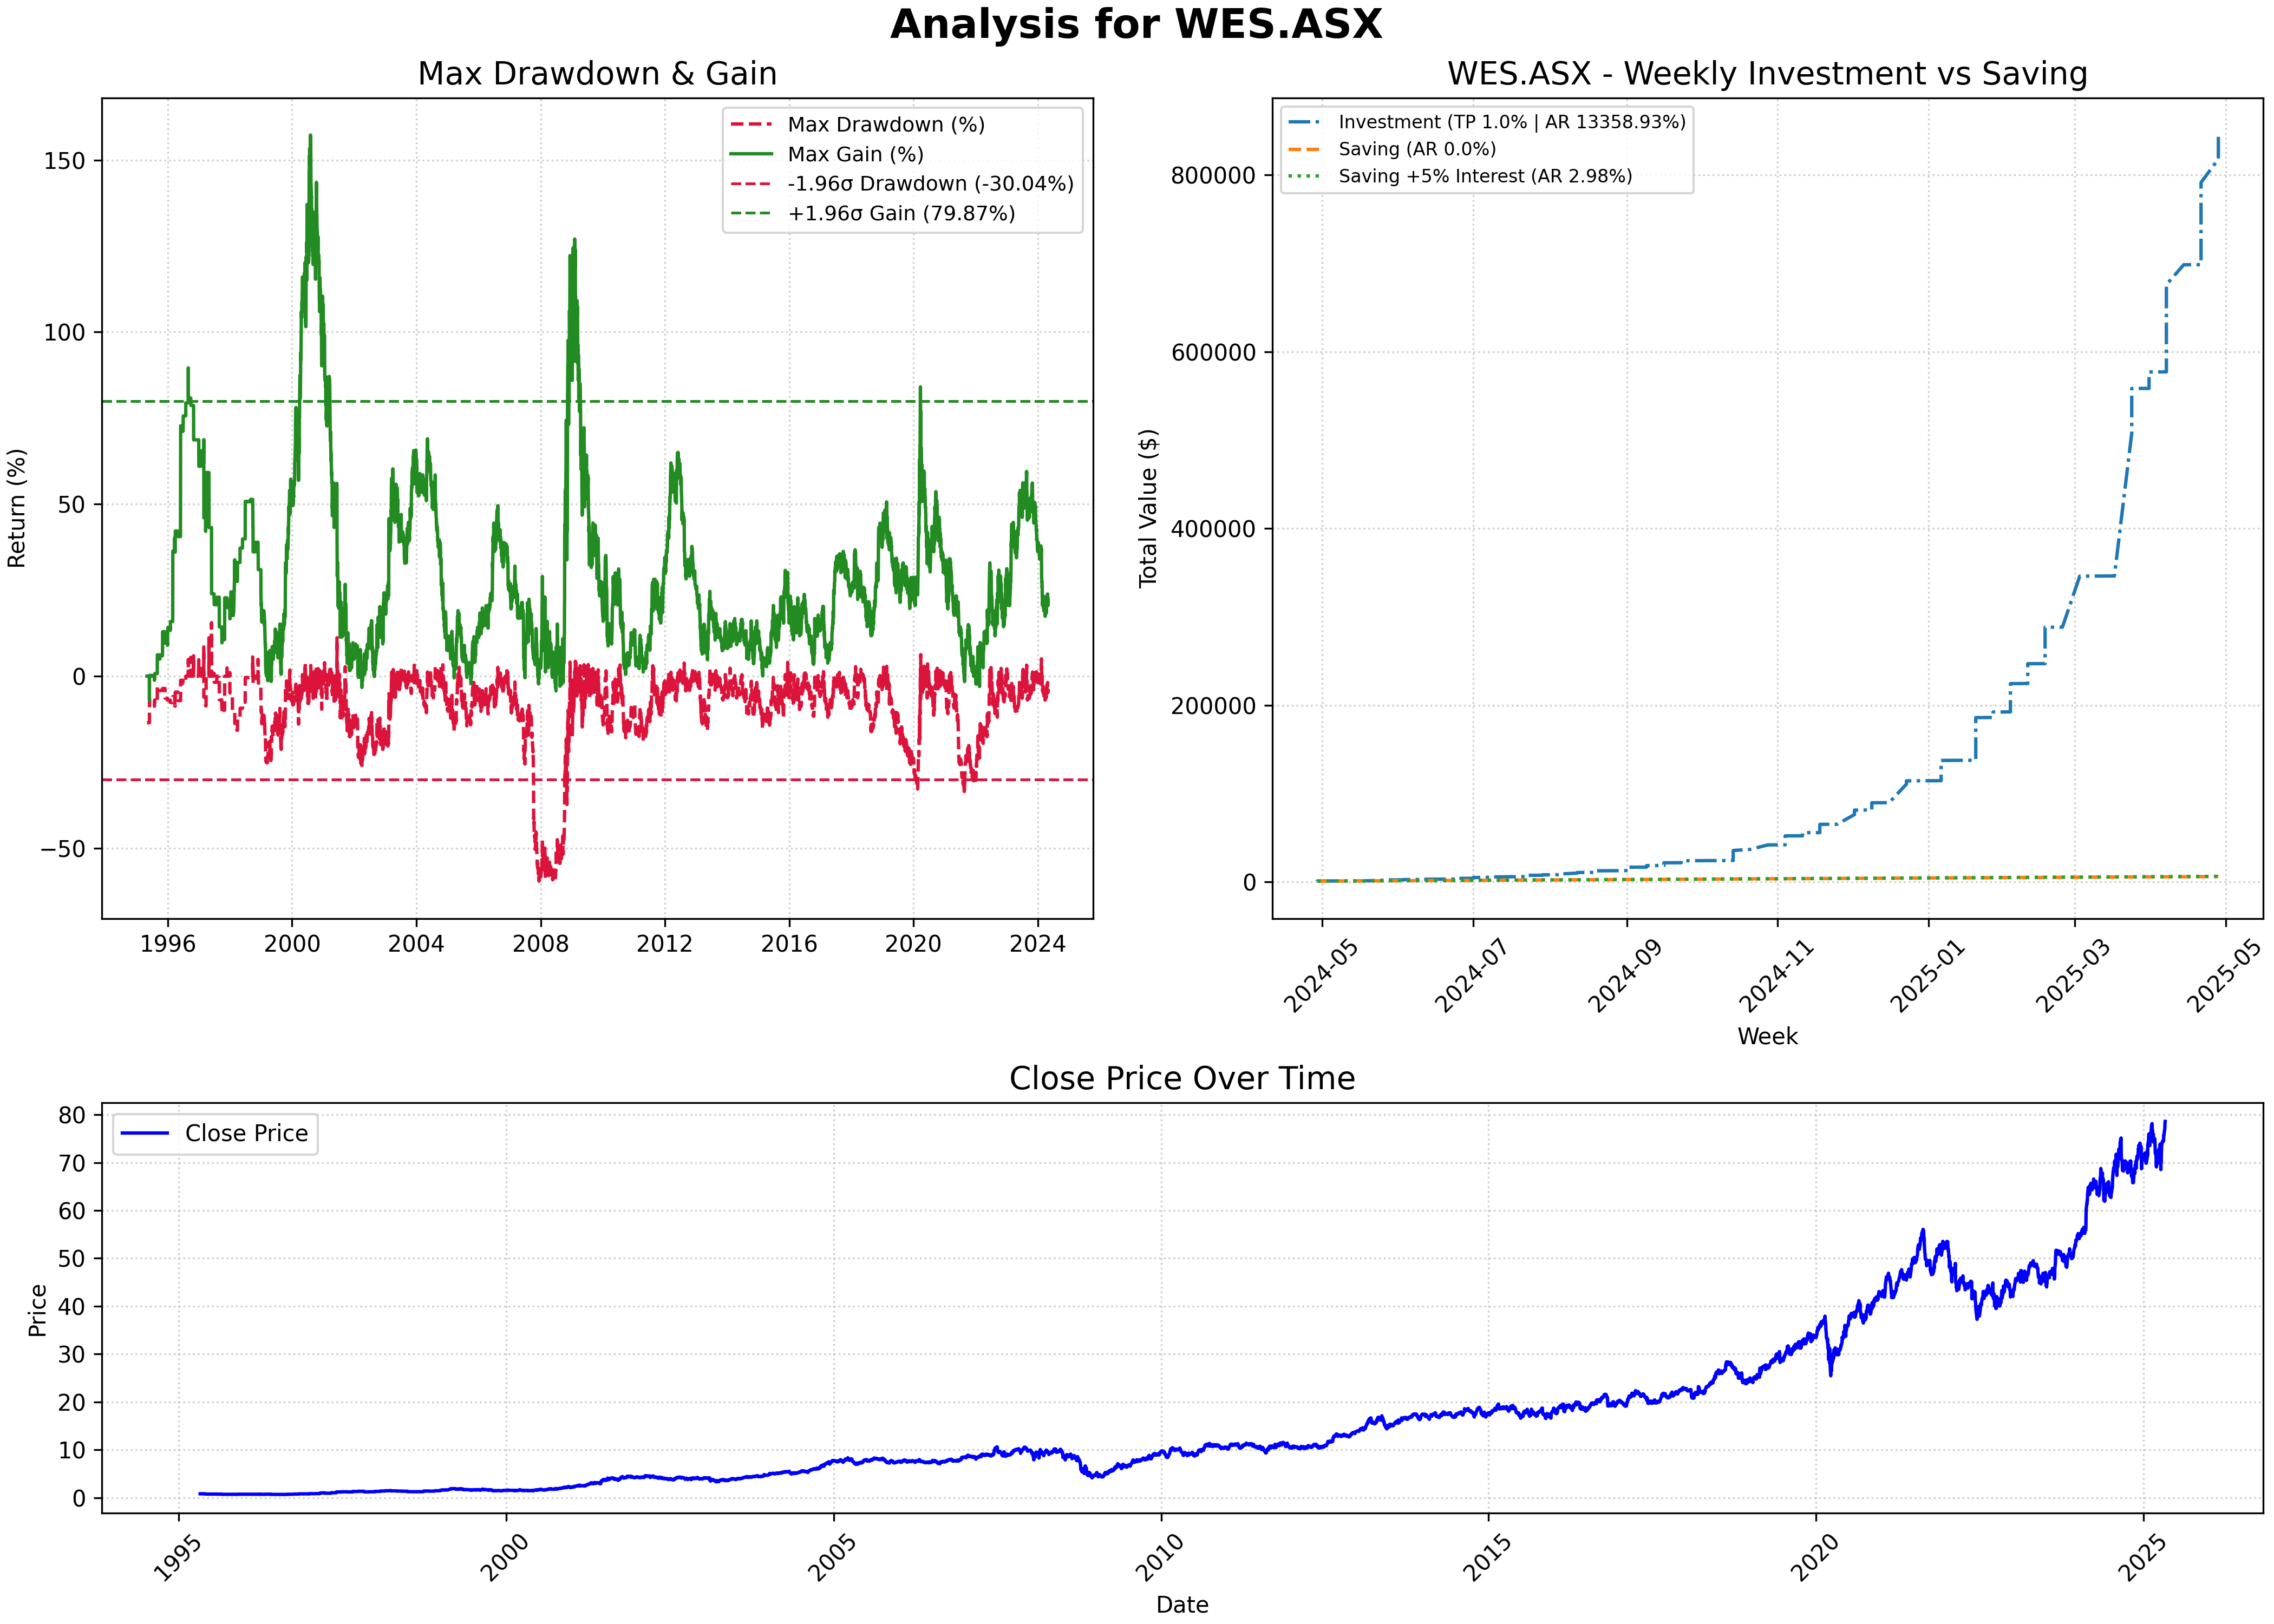 Analysis for WES.ASX
Max Drawdown & Gain
Max Drawdown (%)
Max Gain (%)
-1.96σ Drawdown (-30.04%)
+1.96σ Gain (79.87%)
Return (%)
150
100
50
0
−50
1996 2000 2004 2008 2012 2016 2020 2024
WES.ASX - Weekly Investment vs Saving
Investment (TP 1.0% | AR 13358.93%)
Saving (AR 0.0%)
Saving +5% Interest (AR 2.98%)
Total Value ($)
800000
600000
400000
200000
0
2024-05 2024-07 2024-09 2024-11 2025-01 2025-03 2025-05
Week
Close Price Over Time
Close Price
Price
80
70
60
50
40
30
20
10
0
1995 2000 2005 2010 2015 2020 2025
Date